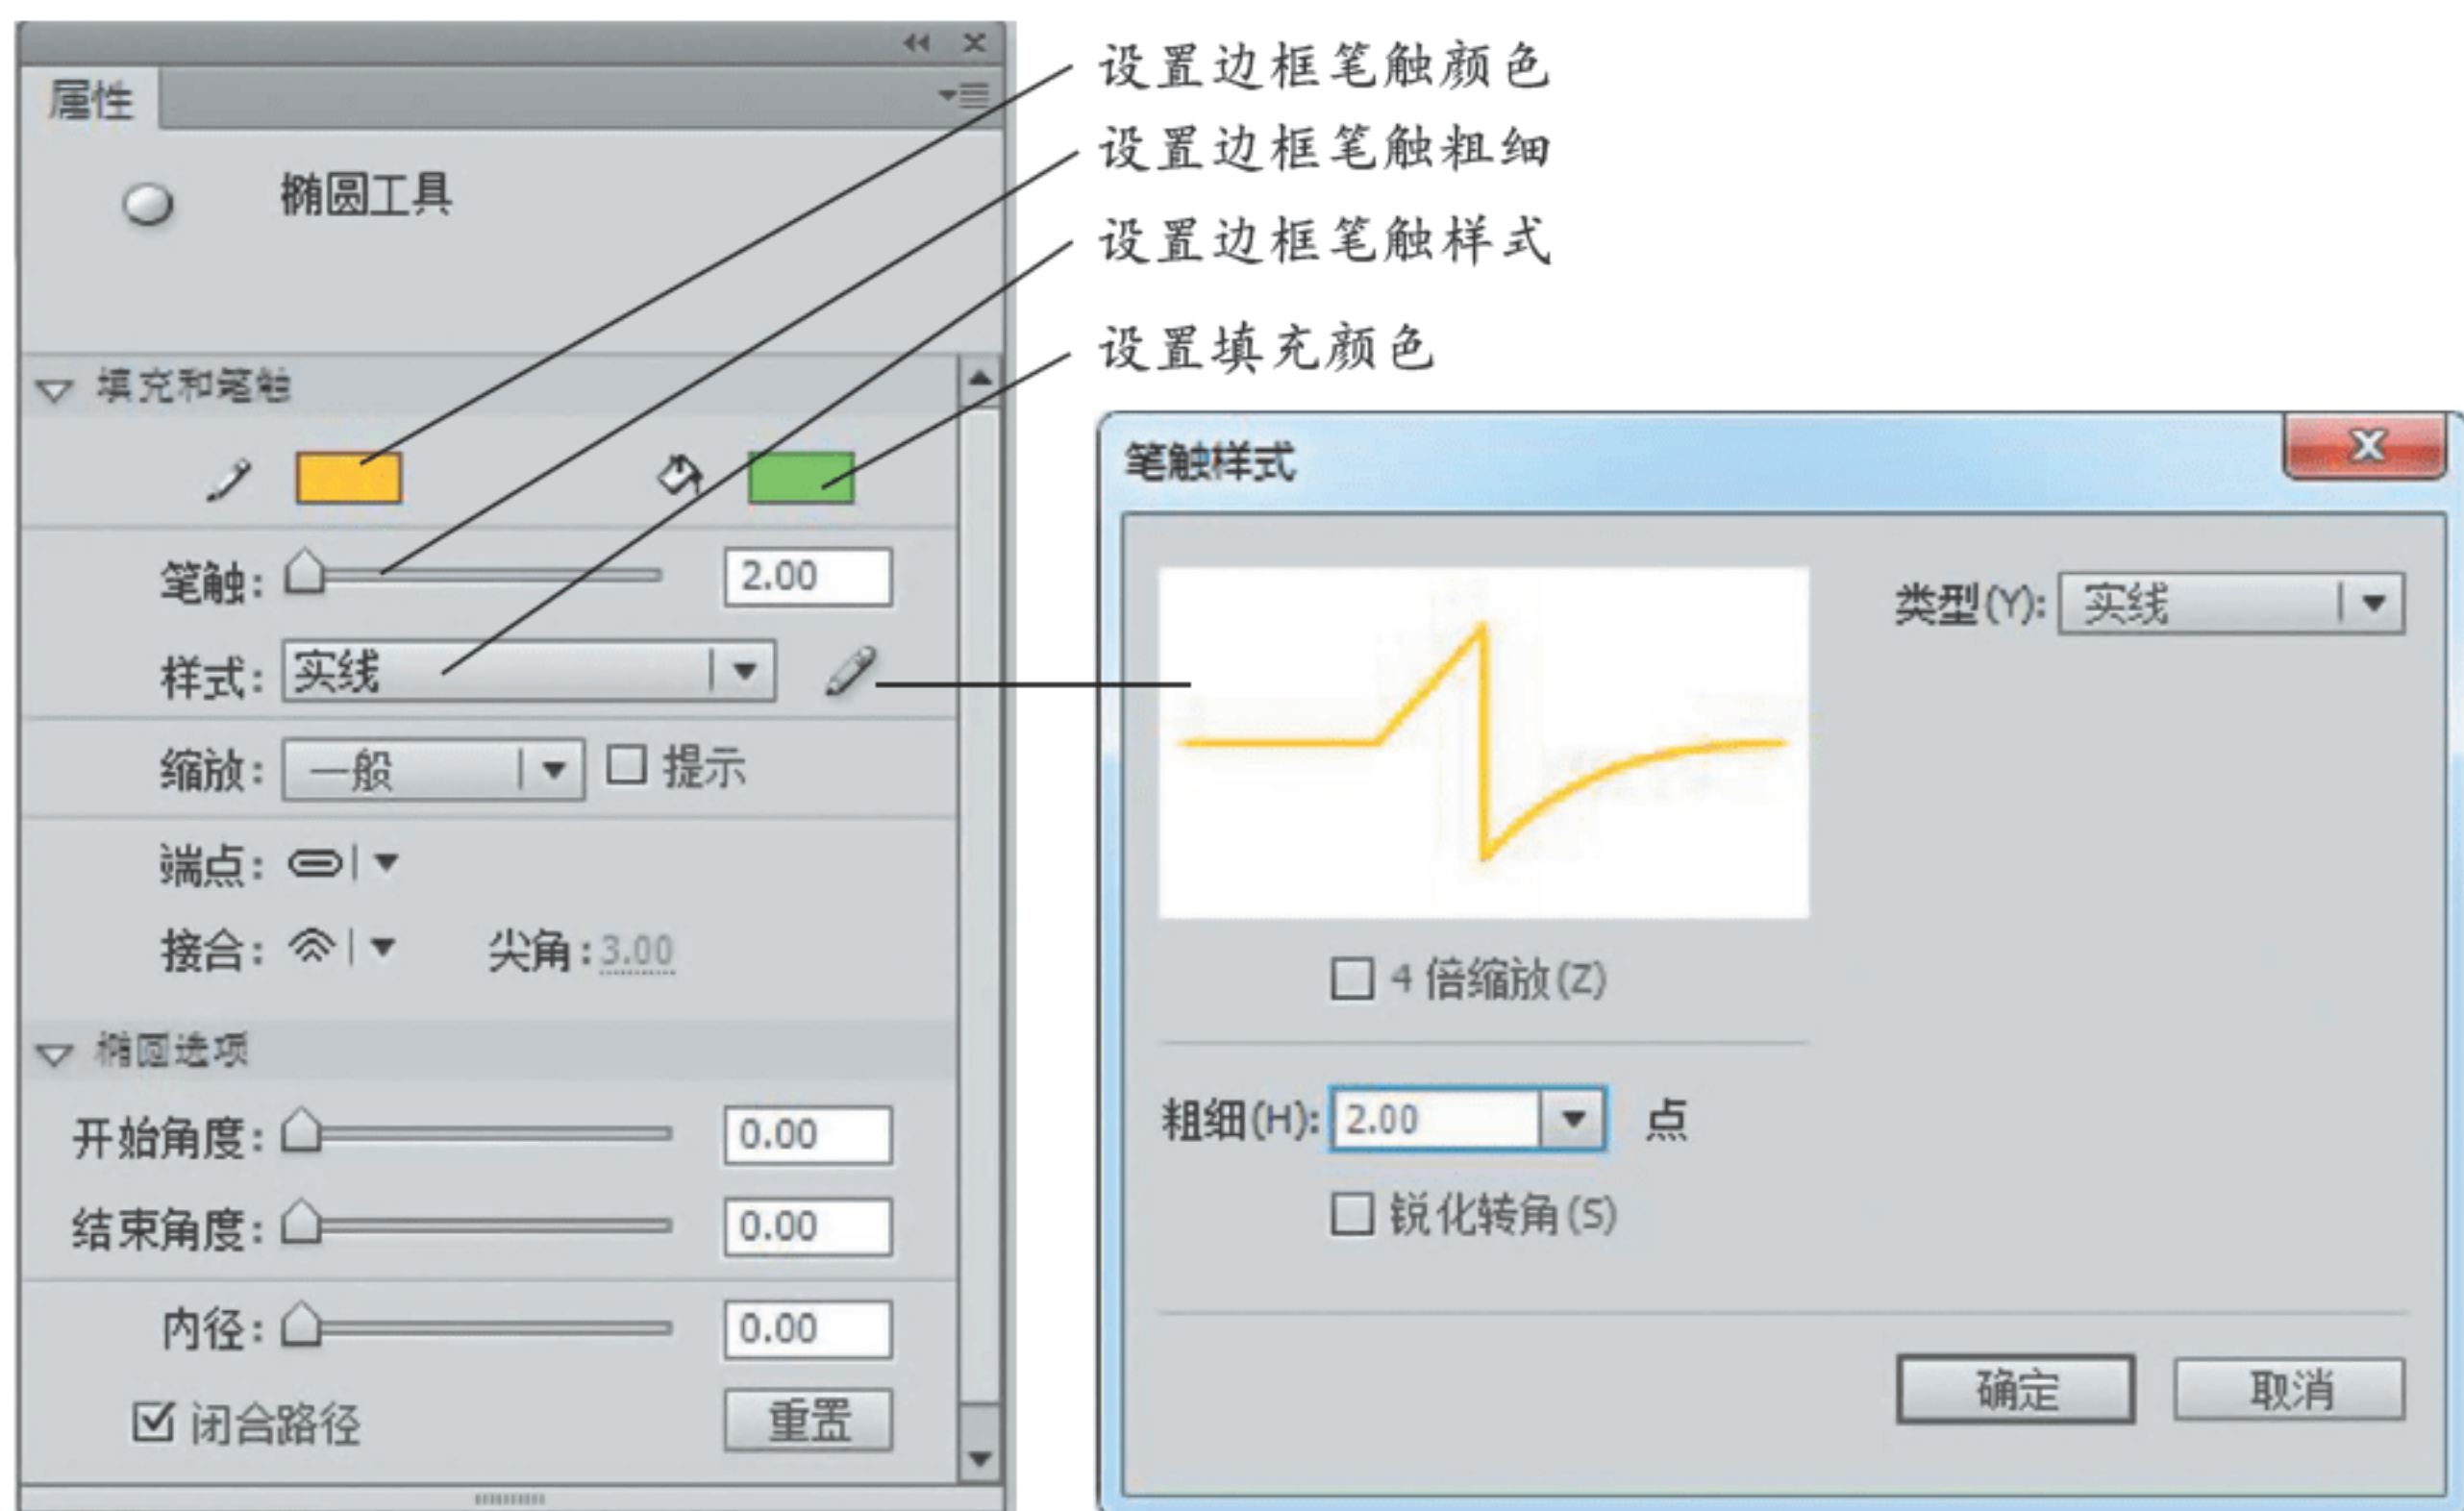 属性
椭圆工具
填充和笔触
笔触: 2.00
样式: 实线
缩放: 一般 提示
端点:
接合: 尖角: 3.00
椭圆选项
开始角度: 0.00
结束角度: 0.00
内径: 0.00
闭合路径 重置
设置边框笔触颜色
设置边框笔触粗细
设置边框笔触样式
设置填充颜色
笔触样式
类型(Y): 实线
4 倍缩放(Z)
粗细(H): 2.00 点
锐化转角(S)
确定 取消